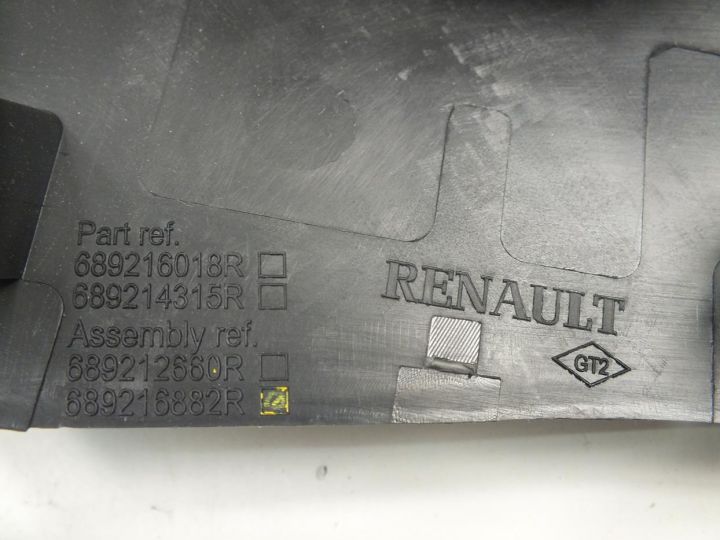 Part ref.
689216018R
689214315R
Assembly ref.
689212660R
689216882R
RENAULT
GT2